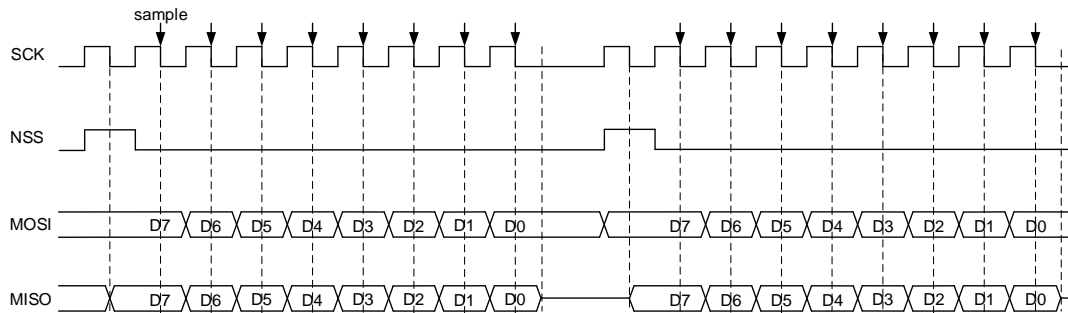 sample
SCK
NSS
MOSI D7 D6 D5 D4 D3 D2 D1 D0 D7 D6 D5 D4 D3 D2 D1 D0
MISO D7 D6 D5 D4 D3 D2 D1 D0 D7 D6 D5 D4 D3 D2 D1 D0